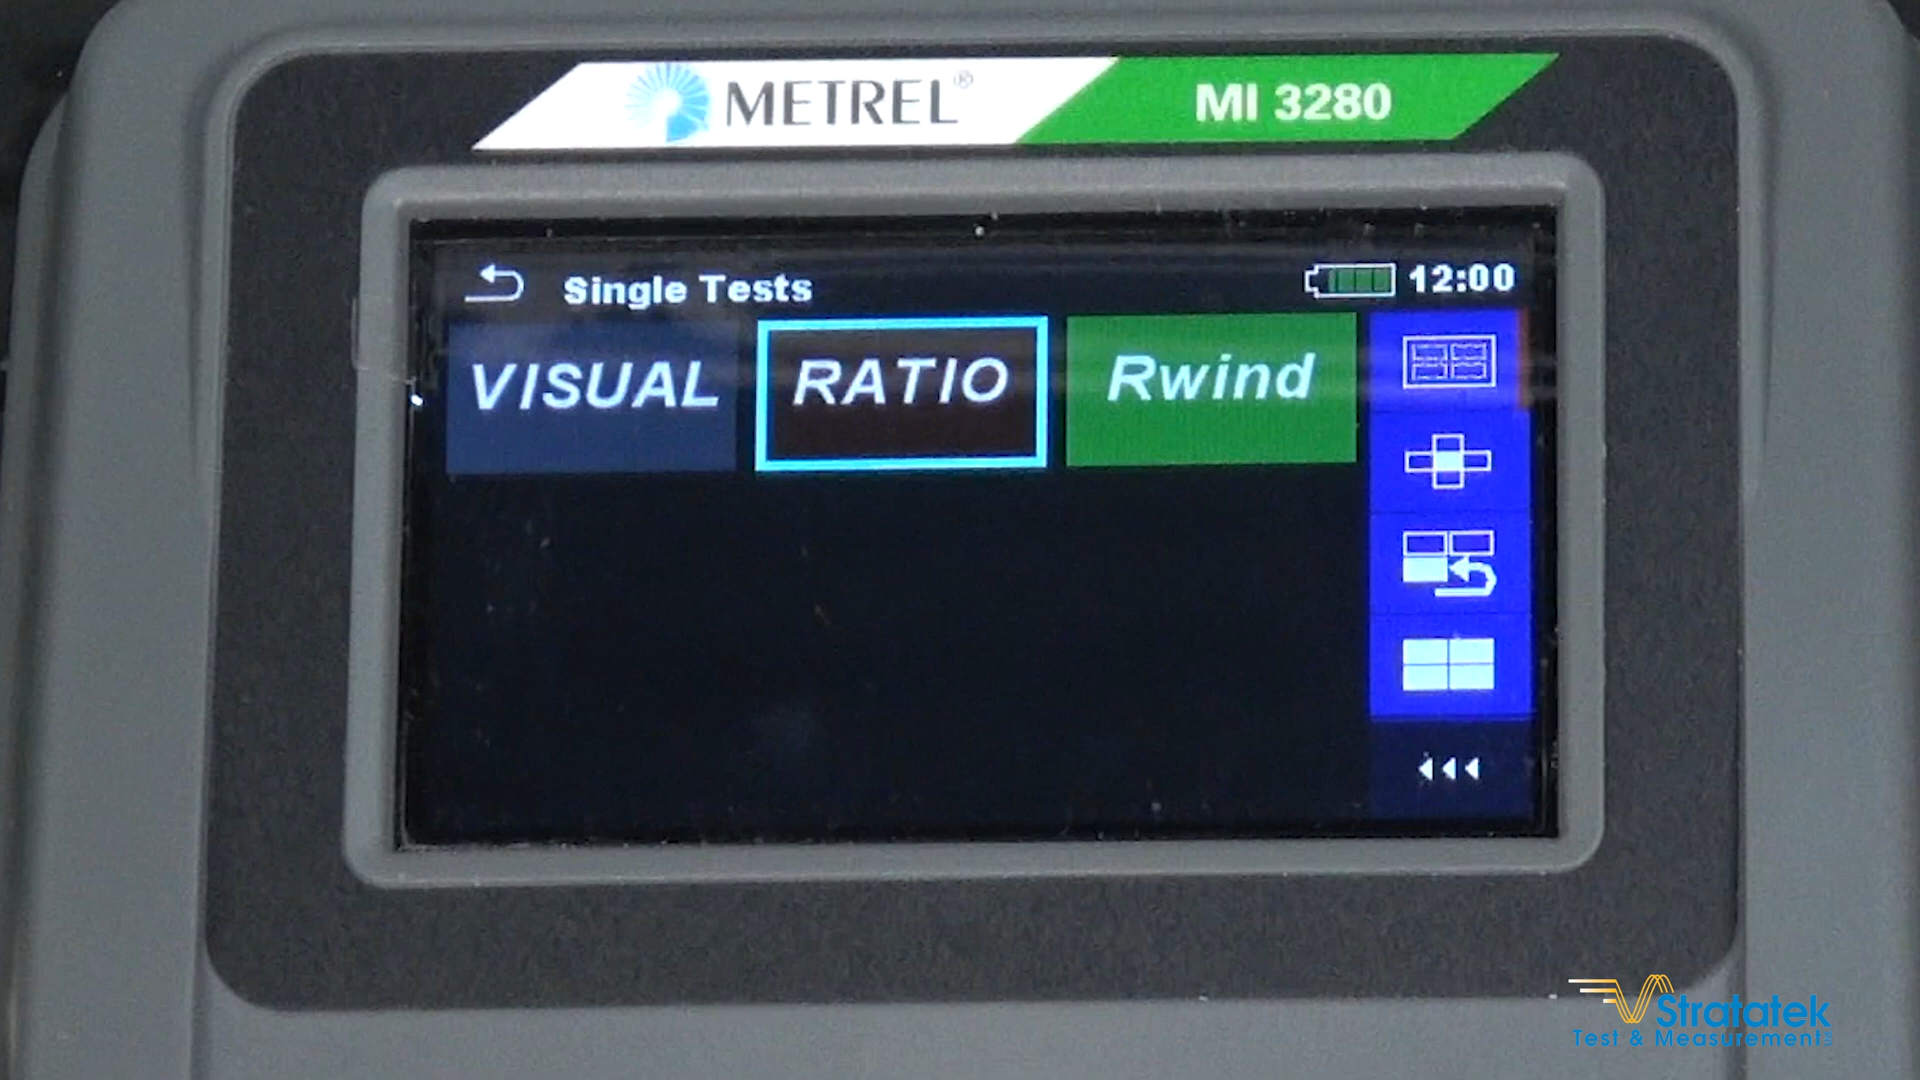 METREL® MI 3280
Single Tests 12:00
VISUAL RATIO Rwind
Stratatek
Test & Measurement